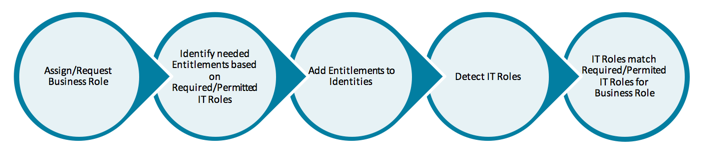 Assign/Request
Business Role
Identify needed
Entitlements based
on
Required/Permitted
IT Roles
Add Entitlements to
Identities
Detect IT Roles
IT Roles match
Required/Permited
IT Roles for
Business Role